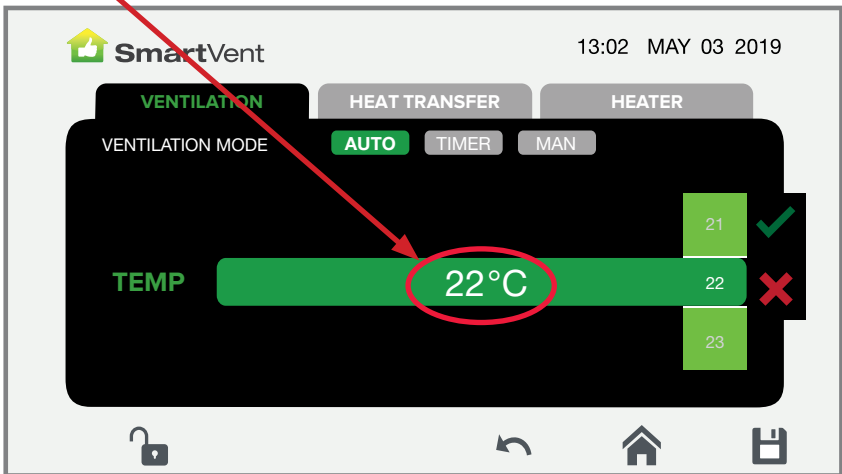 SmartVent
13:02 MAY 03 2019
VENTILATION HEAT TRANSFER HEATER
VENTILATION MODE AUTO TIMER MAN
21
TEMP 22°C 22
23